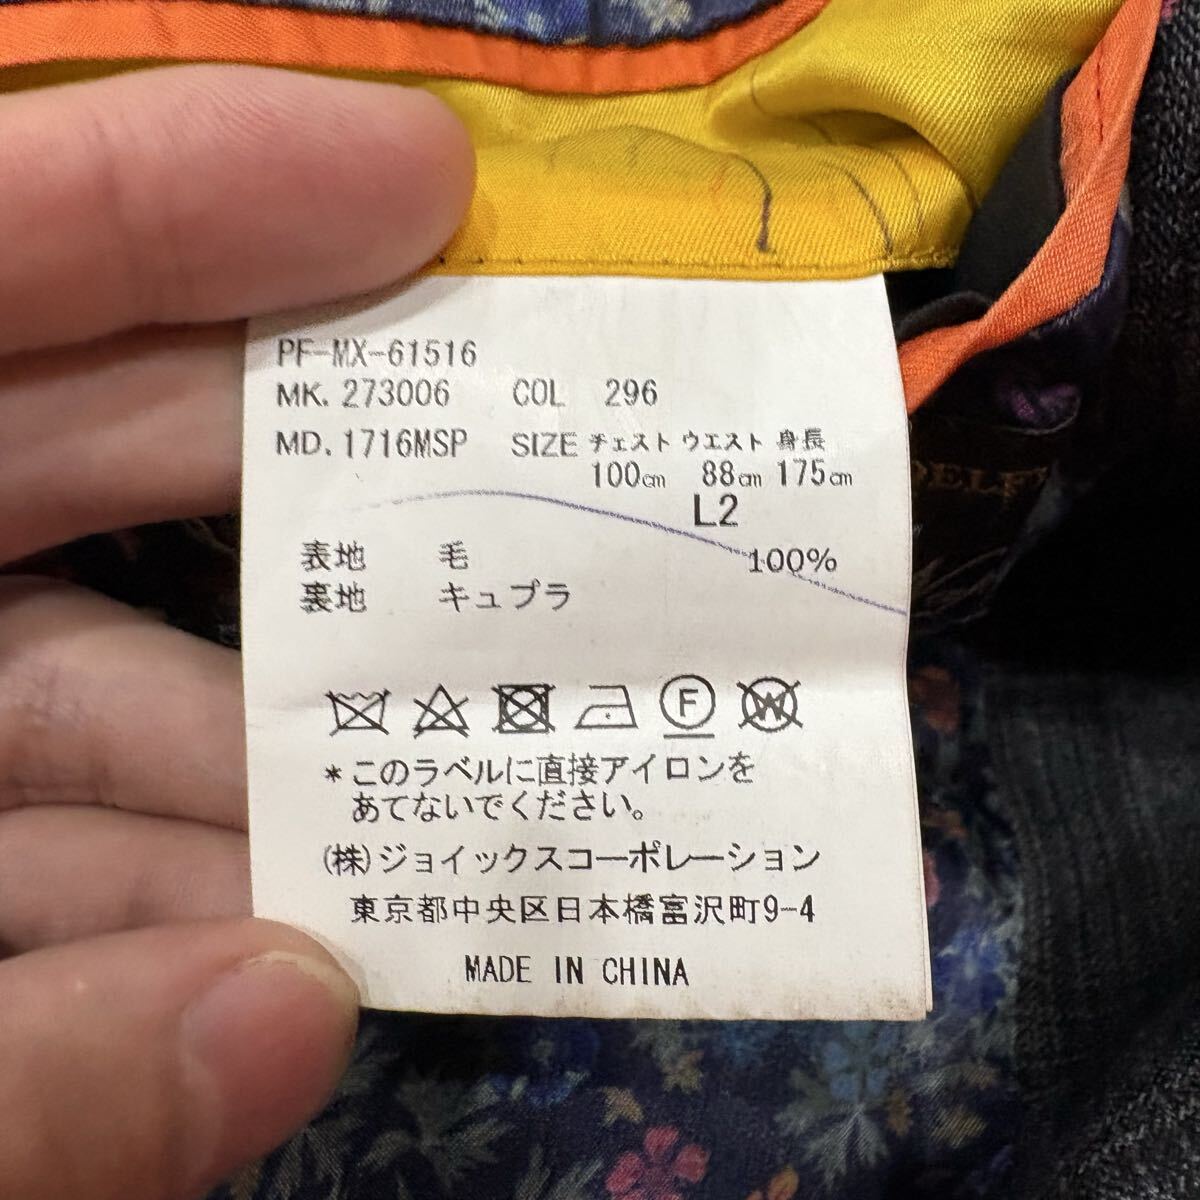 PF-MX-61516
MK. 273006 COL 296
MD. 1716MSP SIZE チェスト ウエスト 身長
100cm 88cm 175cm
L2
表地 毛 100%
裏地 キュプラ
F W
*このラベルに直接アイロンを
あてないでください。
(株)ジョイックスコーポレーション
東京都中央区日本橋富沢町9-4
MADE IN CHINA